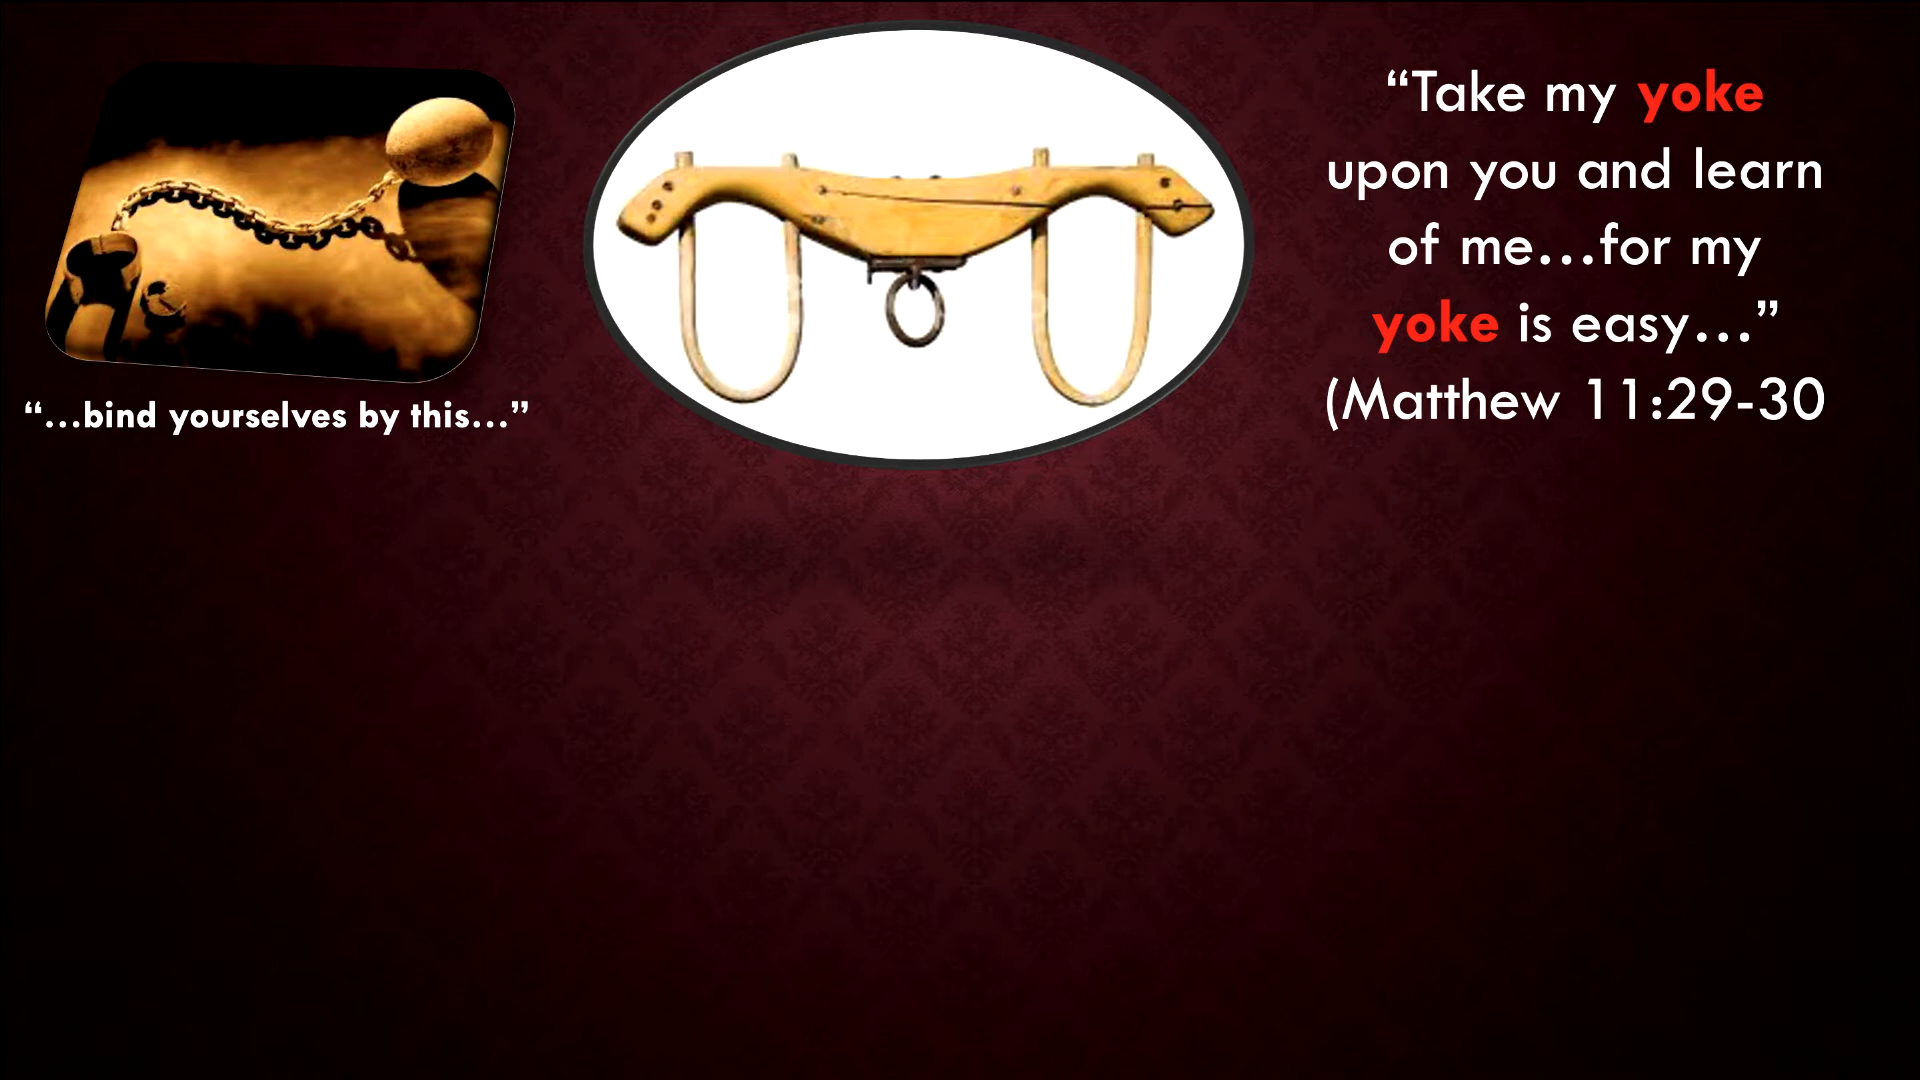 “...bind yourselves by this...”
“Take my yoke
upon you and learn
of me...for my
yoke is easy...”
(Matthew 11:29-30